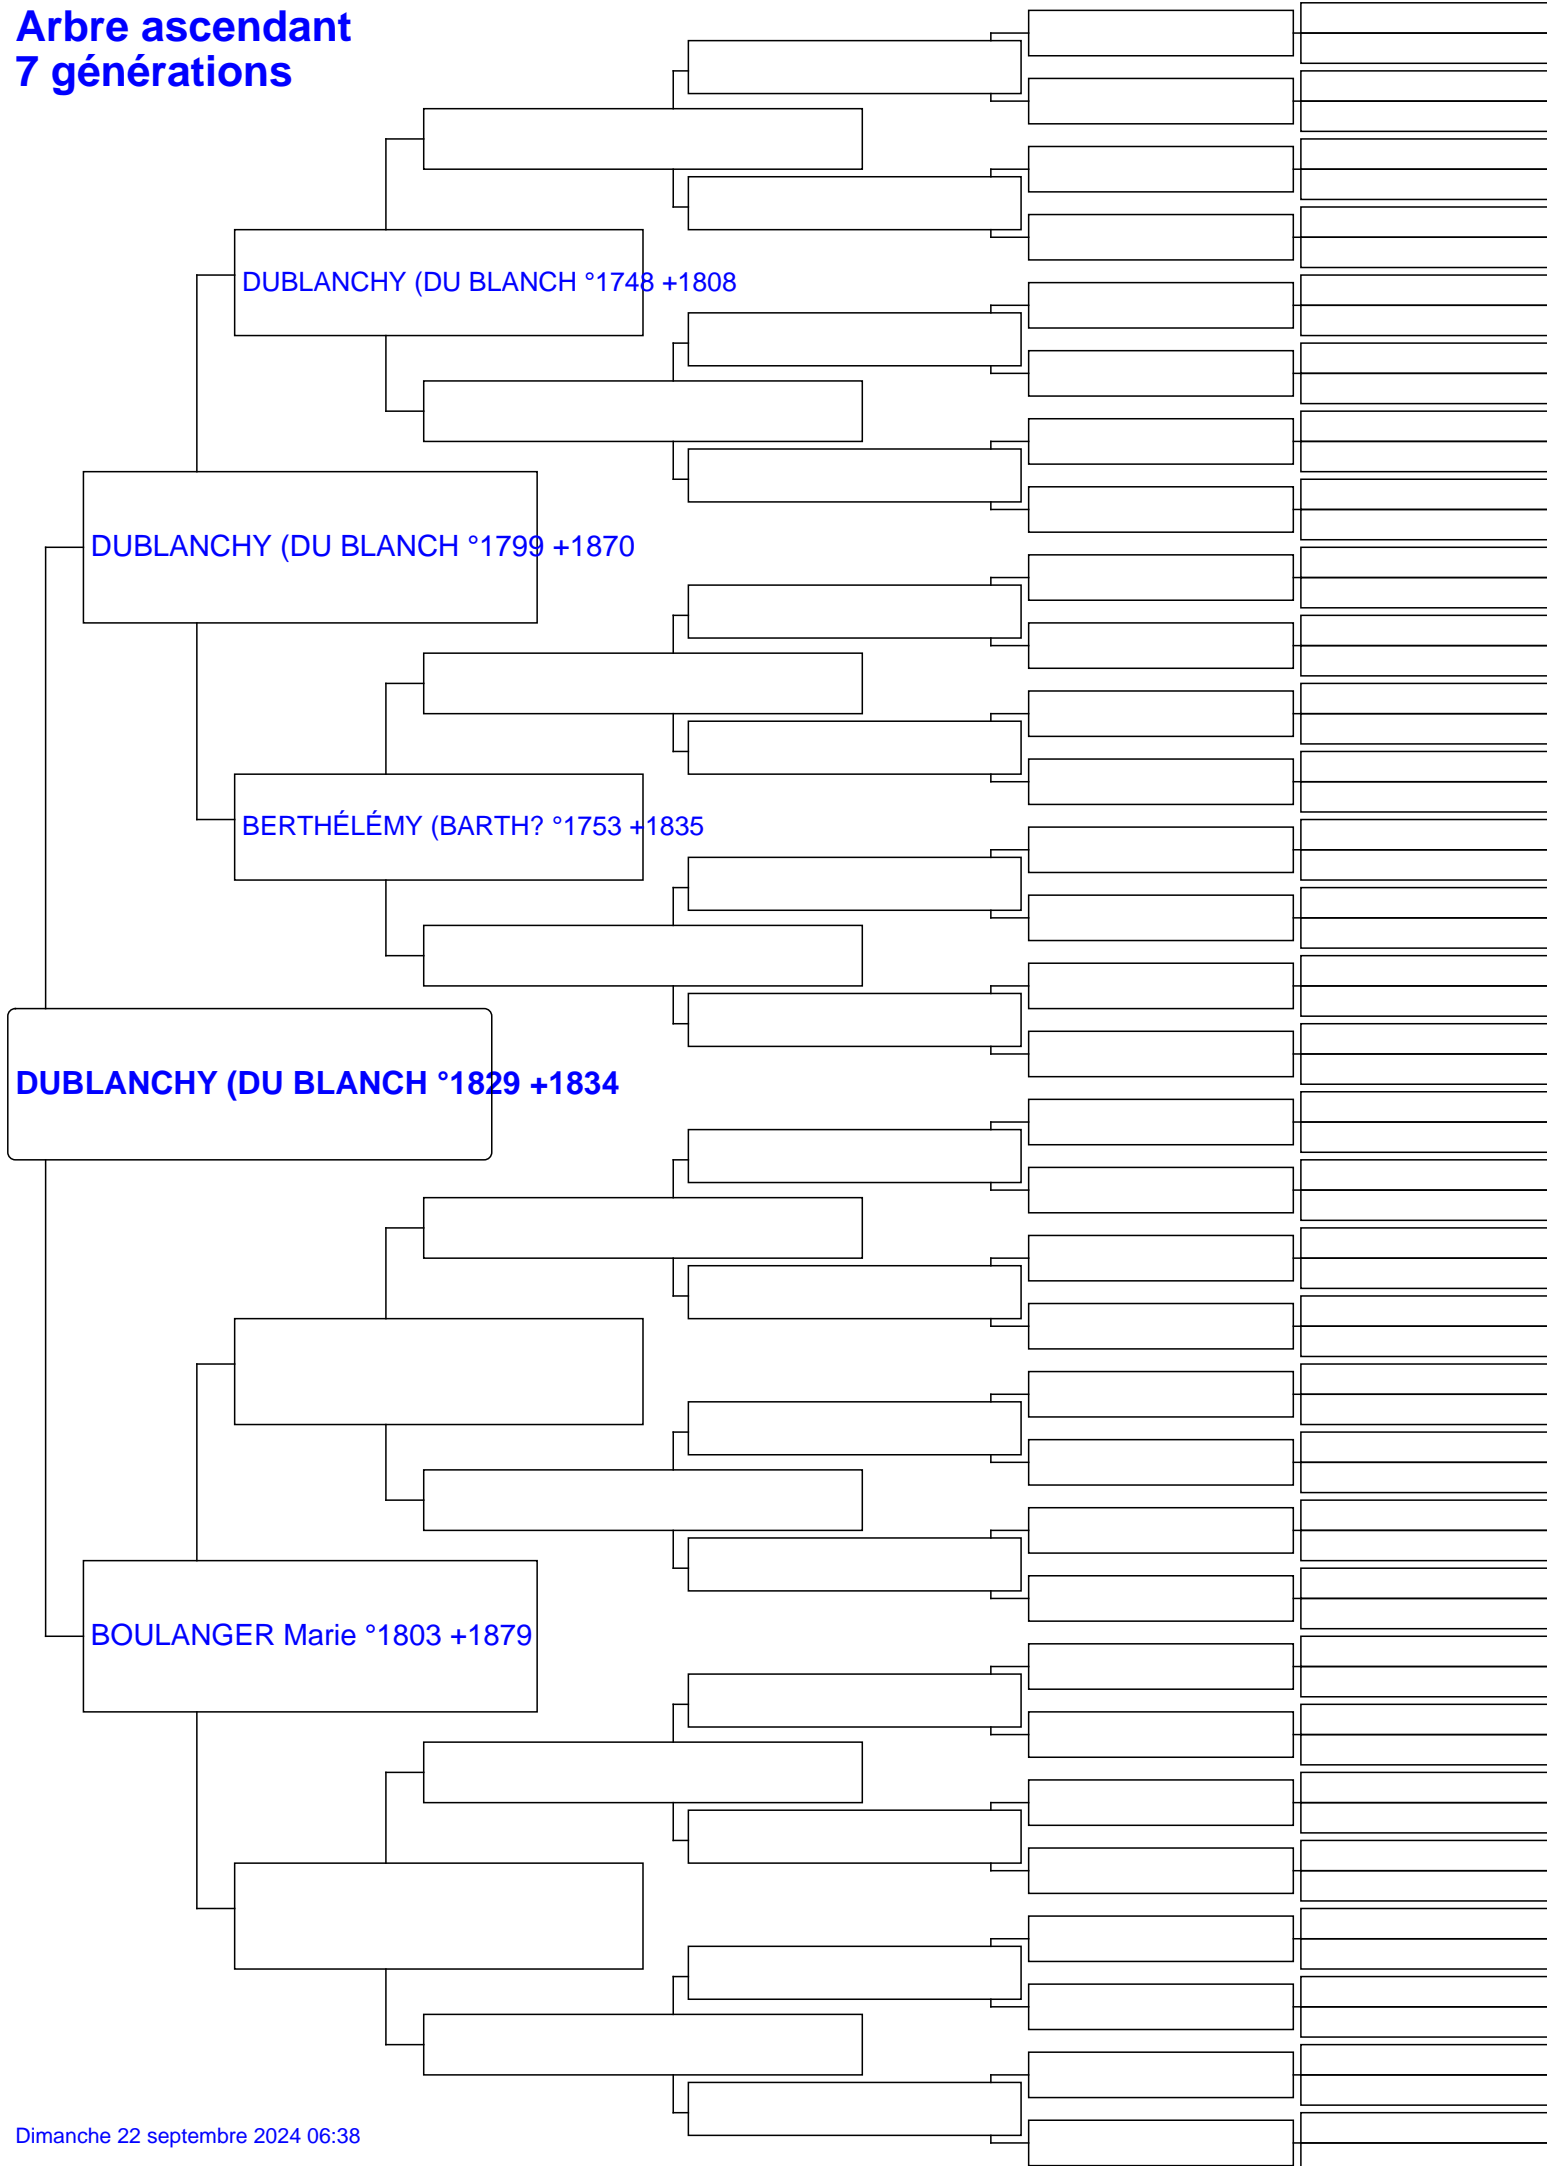 Arbre ascendant
7 générations
DUBLANCHY (DU BLANCH °1748 +1808
DUBLANCHY (DU BLANCH °1799 +1870
BERTHÉLÉMY (BARTH? °1753 +1835
DUBLANCHY (DU BLANCH °1829 +1834
BOULANGER Marie °1803 +1879
Dimanche 22 septembre 2024 06:38